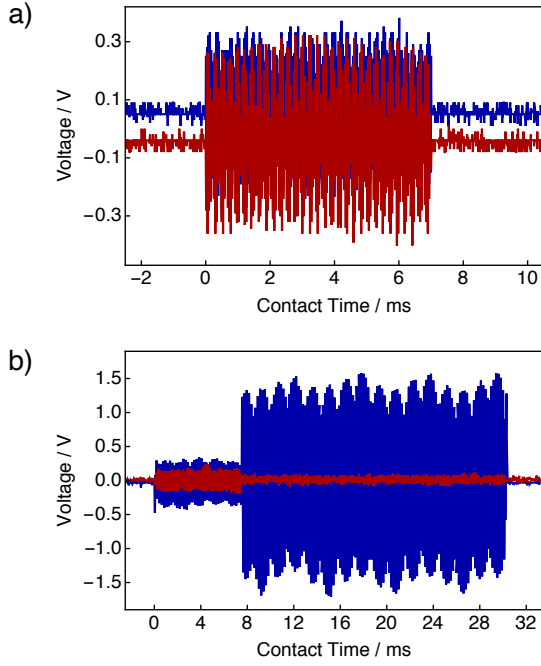 a)
0.3
0.1
−0.1
−0.3
Voltage / V
−2 0 2 4 6 8 10
Contact Time / ms
b)
1.5
1.0
0.5
0.0
−0.5
−1.0
−1.5
Voltage / V
0 4 8 12 16 20 24 28 32
Contact Time / ms